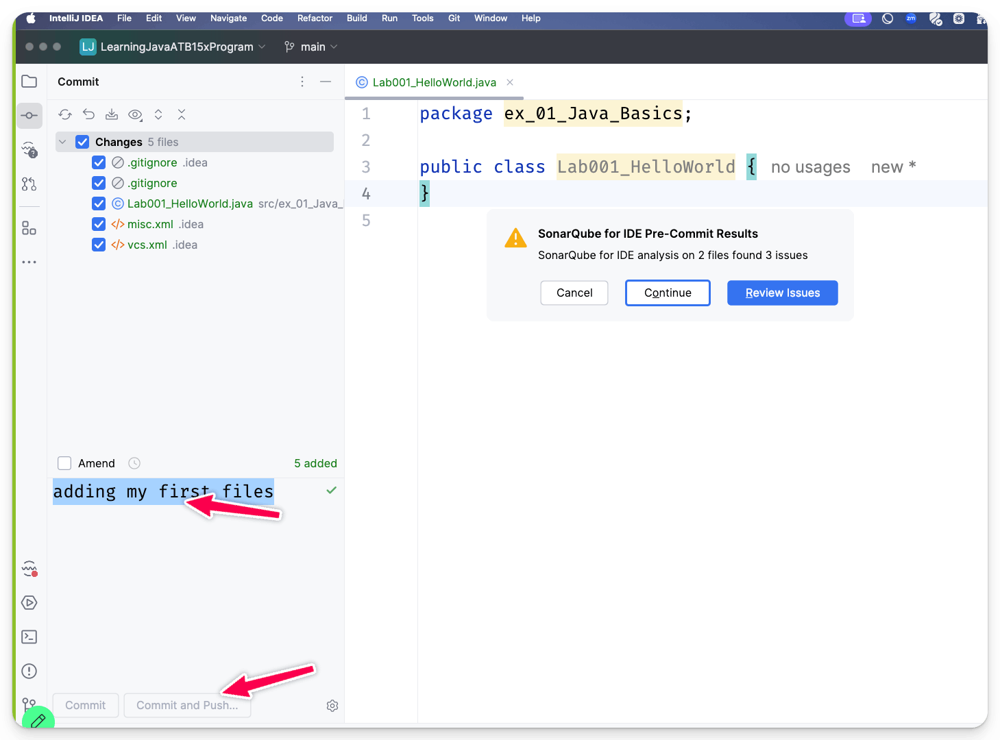 IntelliJ IDEA File Edit View Navigate Code Refactor Build Run Tools Git Window Help zm
LJ LearningJavaATB15xProgram main
Commit
Changes 5 files
.gitignore .idea
.gitignore
Lab001_HelloWorld.java src/ex_01_Java_
misc.xml .idea
vcs.xml .idea
Amend 5 added
adding my first files
Commit Commit and Push...
Lab001_HelloWorld.java
1 package ex_01_Java_Basics;
2
3 public class Lab001_HelloWorld { no usages new *
4 }
5
SonarQube for IDE Pre-Commit Results
SonarQube for IDE analysis on 2 files found 3 issues
Cancel Continue Review Issues